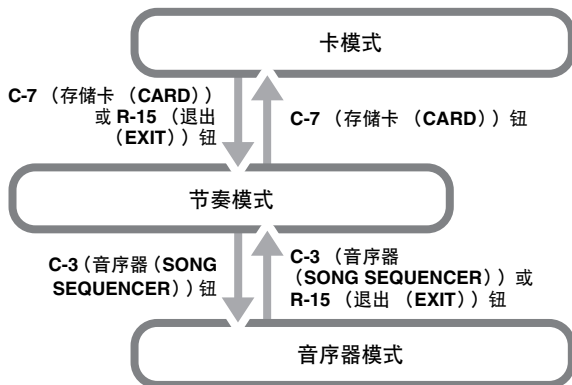 卡模式
C-7 （存储卡 （CARD））
或 R-15 （退出
（EXIT））钮
C-7 （存储卡 （CARD））钮
节奏模式
C-3（音序器（SONG
SEQUENCER））钮
C-3 （音序器
（SONG SEQUENCER））或
R-15 （退出 （EXIT））钮
音序器模式